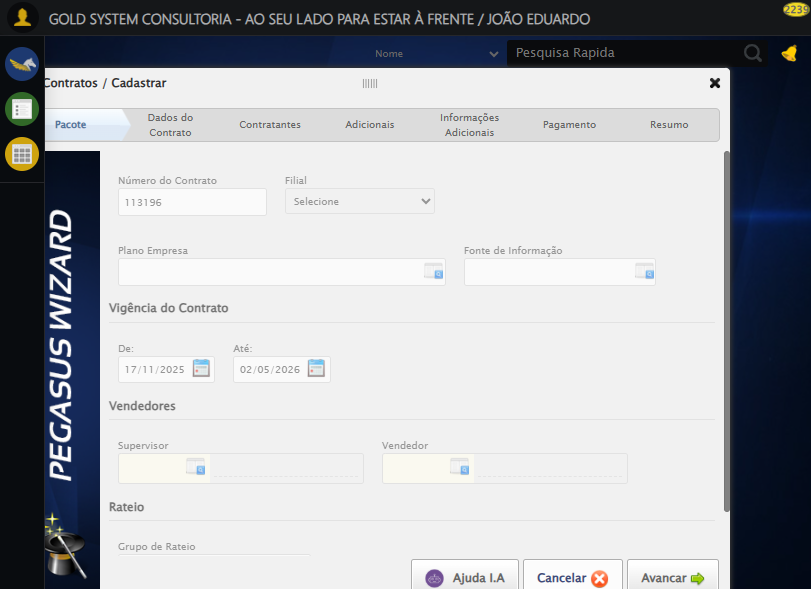 GOLD SYSTEM CONSULTORIA - AO SEU LADO PARA ESTAR À FRENTE / JOÃO EDUARDO
2239
Nome
Pesquisa Rapida
Contratos / Cadastrar
Pacote
Dados do
Contrato
Contratantes
Adicionais
Informações
Adicionais
Pagamento
Resumo
PEGASUS WIZARD
Número do Contrato
Filial
113196
Selecione
Plano Empresa
Fonte de Informação
Vigência do Contrato
De:
Até:
17/11/2025
02/05/2026
Vendedores
Supervisor
Vendedor
Rateio
Grupo de Rateio
Ajuda I.A
Cancelar
Avancar